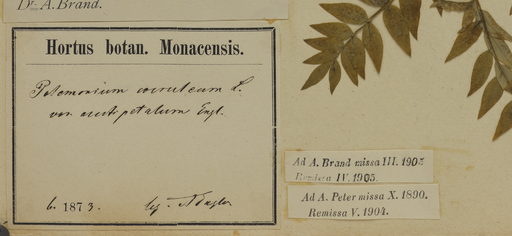 Dr. A. Brand.
Hortus botan. Monacensis.
Polemonium coeruleum L.
var. acutipetalum Engl.
1873. leg. A Engler
Ad A. Brand missa III. 1905
Remissa IV. 1905.
Ad A. Peter missa X. 1890.
Remissa V. 1904.